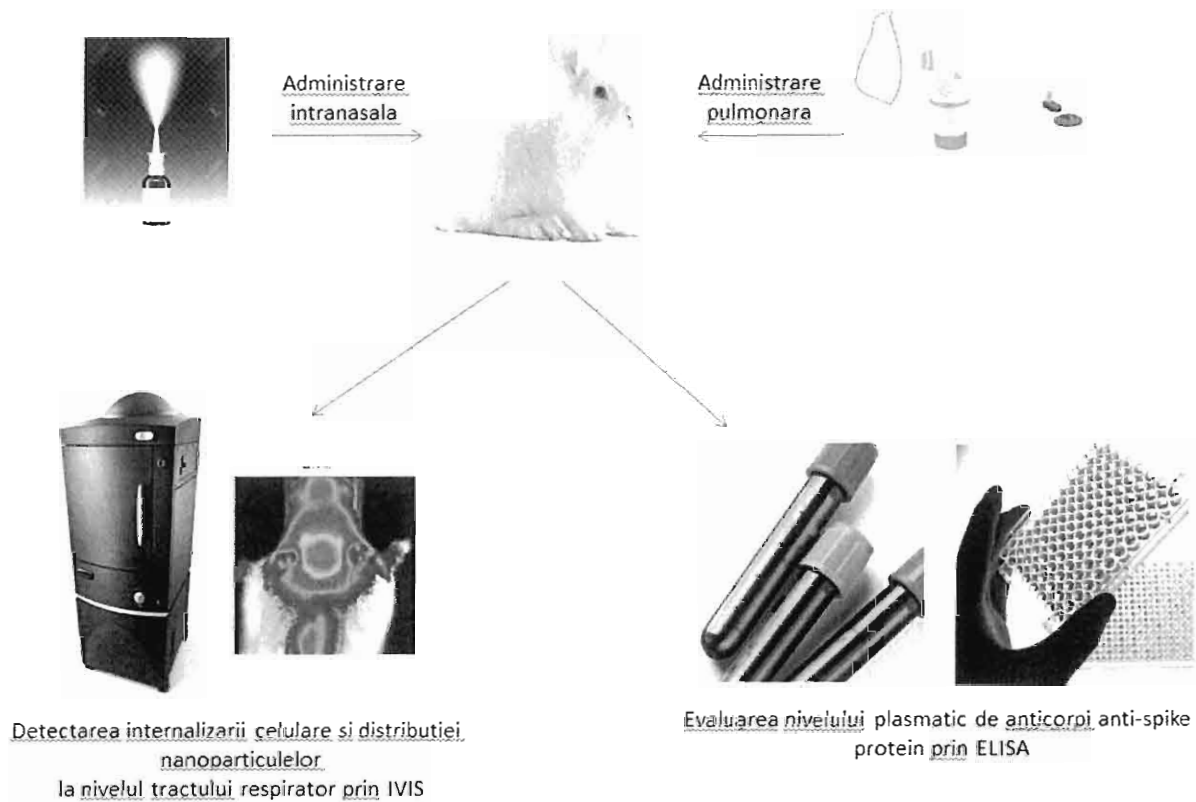 Administrare
intranasala
Administrare
pulmonara
Detectarea internalizarii celulare si distributiei
nanoparticulelor
la nivelul tractului respirator prin IVIS
Evaluarea nivelului plasmatic de anticorpi anti-spike
protein prin ELISA